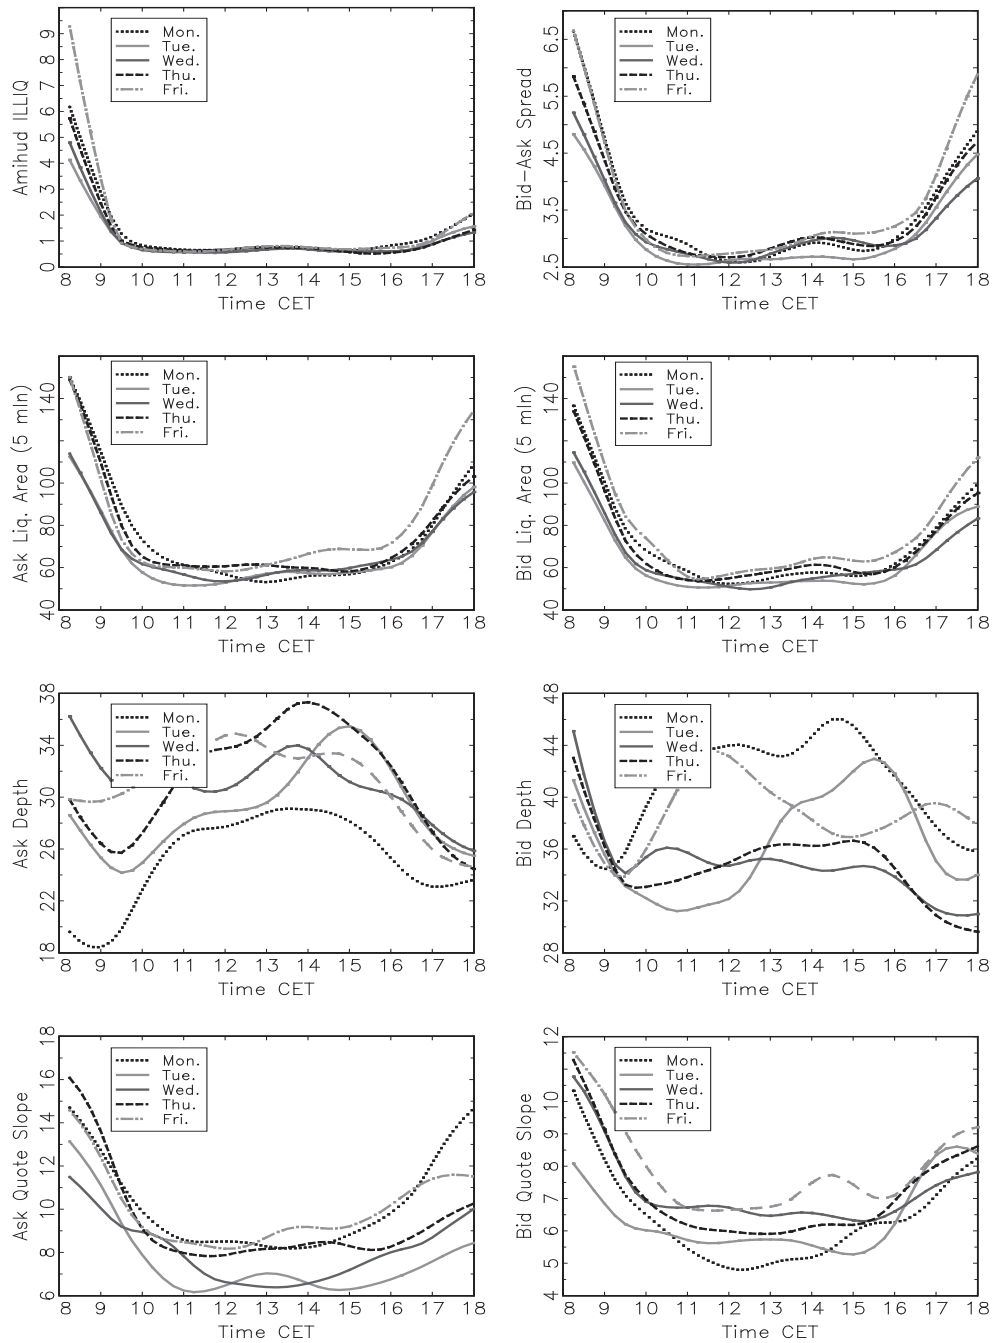 Amihud ILLIQ
0 1 2 3 4 5 6 7 8 9
Mon.
Tue.
Wed.
Thu.
Fri.
8 9 10 11 12 13 14 15 16 17 18
Time CET
Bid-Ask Spread
2.5 3.5 4.5 5.5 6.5
Mon.
Tue.
Wed.
Thu.
Fri.
8 9 10 11 12 13 14 15 16 17 18
Time CET
Ask Liq. Area (5 mln)
40 60 80 100 140
Mon.
Tue.
Wed.
Thu.
Fri.
8 9 10 11 12 13 14 15 16 17 18
Time CET
Bid Liq. Area (5 mln)
40 60 80 100 140
Mon.
Tue.
Wed.
Thu.
Fri.
8 9 10 11 12 13 14 15 16 17 18
Time CET
Ask Depth
18 22 26 30 34 38
Mon.
Tue.
Wed.
Thu.
Fri.
8 9 10 11 12 13 14 15 16 17 18
Time CET
Bid Depth
28 32 36 40 44 48
Mon.
Tue.
Wed.
Thu.
Fri.
8 9 10 11 12 13 14 15 16 17 18
Time CET
Ask Quote Slope
6 8 10 12 14 16 18
Mon.
Tue.
Wed.
Thu.
Fri.
8 9 10 11 12 13 14 15 16 17 18
Time CET
Bid Quote Slope
4 5 6 7 8 9 10 11 12
Mon.
Tue.
Wed.
Thu.
Fri.
8 9 10 11 12 13 14 15 16 17 18
Time CET